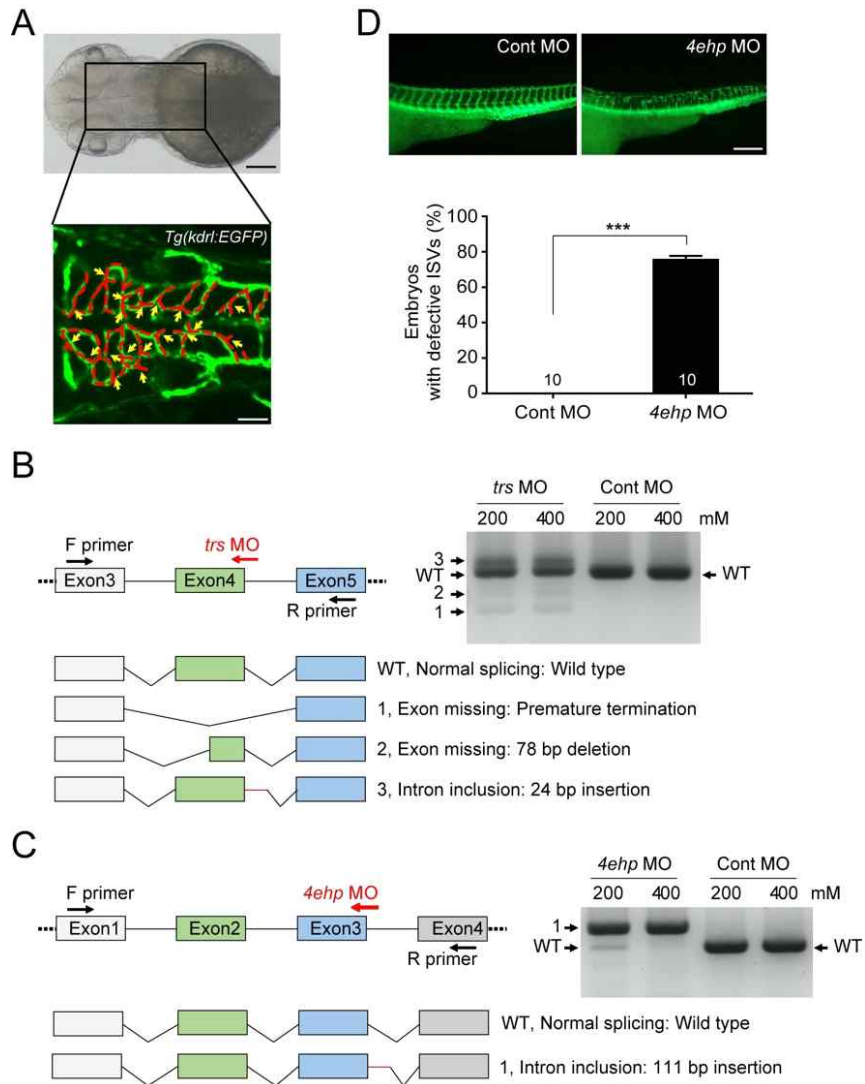 A
Tg(kdrl:EGFP)
D
Cont MO
4ehp MO
Embryos
with defective ISVs (%)
100
80
60
40
20
0
***
10
10
Cont MO
4ehp MO
B
F primer
trs MO
Exon3
Exon4
Exon5
R primer
WT, Normal splicing: Wild type
1, Exon missing: Premature termination
2, Exon missing: 78 bp deletion
3, Intron inclusion: 24 bp insertion
trs MO
Cont MO
200
400
200
400
mM
3
WT
2
1
WT
C
F primer
4ehp MO
Exon1
Exon2
Exon3
Exon4
R primer
WT, Normal splicing: Wild type
1, Intron inclusion: 111 bp insertion
4ehp MO
Cont MO
200
400
200
400
mM
1
WT
WT